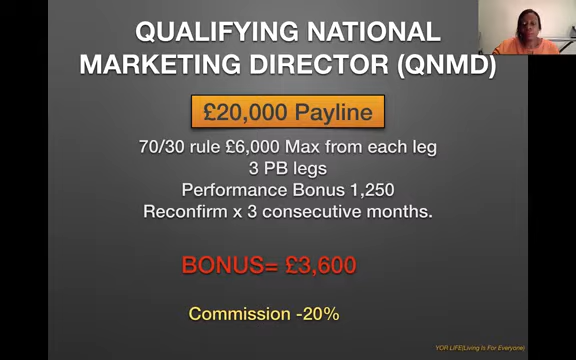 QUALIFYING NATIONAL
MARKETING DIRECTOR (QNMD)
£20,000 Payline
70/30 rule £6,000 Max from each leg
3 PB legs
Performance Bonus 1,250
Reconfirm x 3 consecutive months.
BONUS= £3,600
Commission -20%
YOR LIFE(Living Is For Everyone)